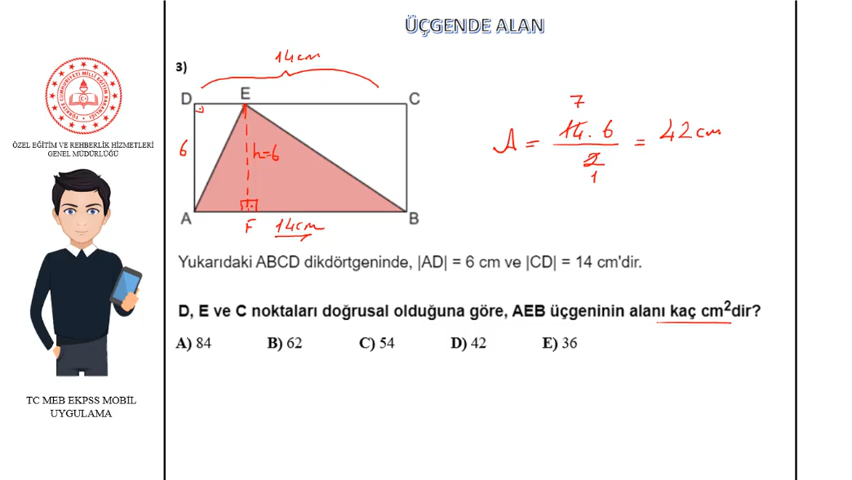 ÜÇGENDE ALAN
ÖZEL EĞİTİM VE REHBERLİK HİZMETLERİ
GENEL MÜDÜRLÜĞÜ
TC MEB EKPSS MOBİL
UYGULAMA
3)
14cm
D E C
6
h=6
A F 14cm B
A = 14.6 / 2 = 42 cm
7
1
Yukarıdaki ABCD dikdörtgeninde, |AD| = 6 cm ve |CD| = 14 cm'dir.
D, E ve C noktaları doğrusal olduğuna göre, AEB üçgeninin alanı kaç cm²dir?
A) 84 B) 62 C) 54 D) 42 E) 36